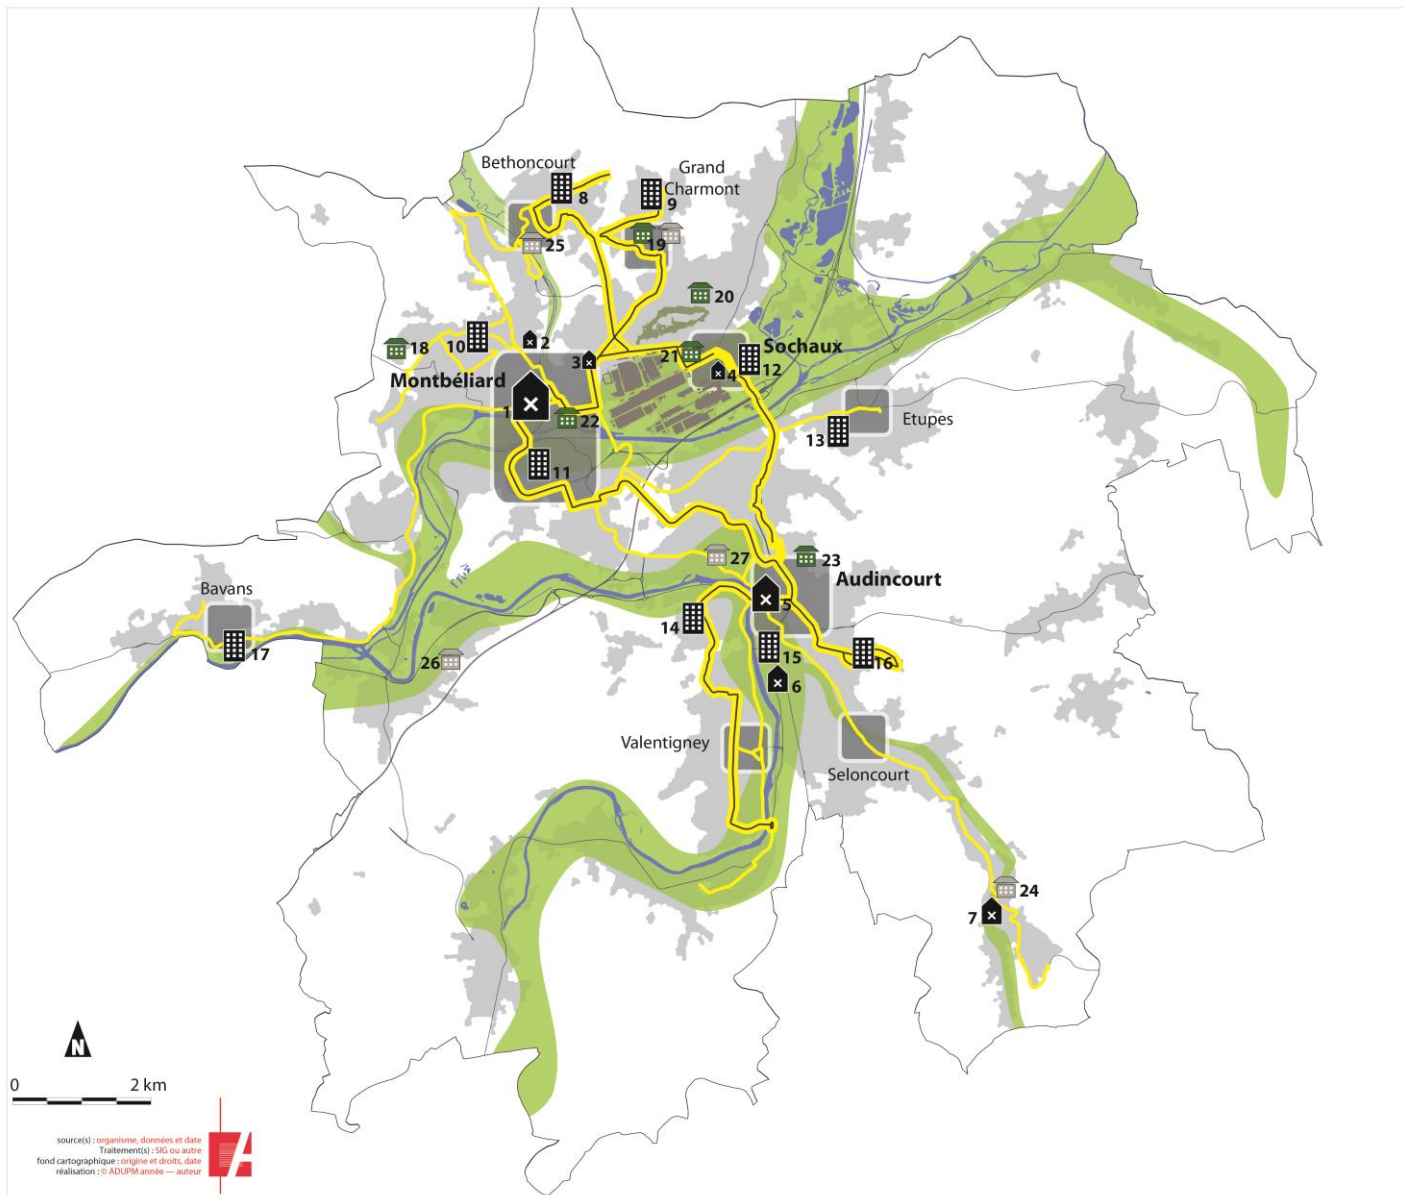 Bethoncourt
Grand
Charmont
8
9
25
19
20
10
2
18
3
21
Sochaux
4
12
Montbéliard
1
22
Etupes
13
11
27
23
Audincourt
Bavans
5
14
15
16
17
26
6
Valentigney
Seloncourt
24
7
N
0 2 km
source(s) : organisme, données et date
Traitement(s) : SIG ou autre
fond cartographique : origine et droits, date
réalisation : © ADUPM année — auteur